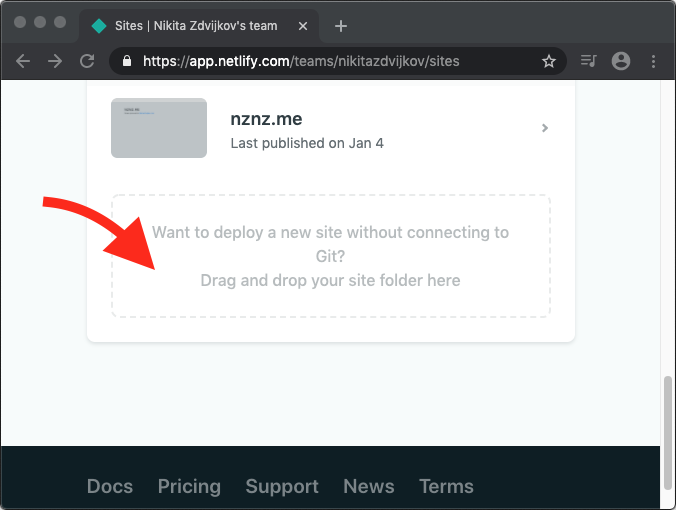 Sites | Nikita Zdvijkov's team
https://app.netlify.com/teams/nikitazdvijkov/sites
nznz.me
Last published on Jan 4
Want to deploy a new site without connecting to
Git?
Drag and drop your site folder here
Docs Pricing Support News Terms